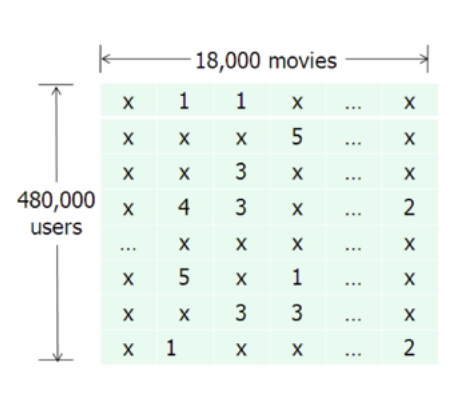 18,000 movies
480,000
users
x 1 1 x ... x
x x x 5 ... x
x x 3 x ... x
x 4 3 x ... 2
... x x x ... x
x 5 x 1 ... x
x x 3 3 ... x
x 1 x x ... 2